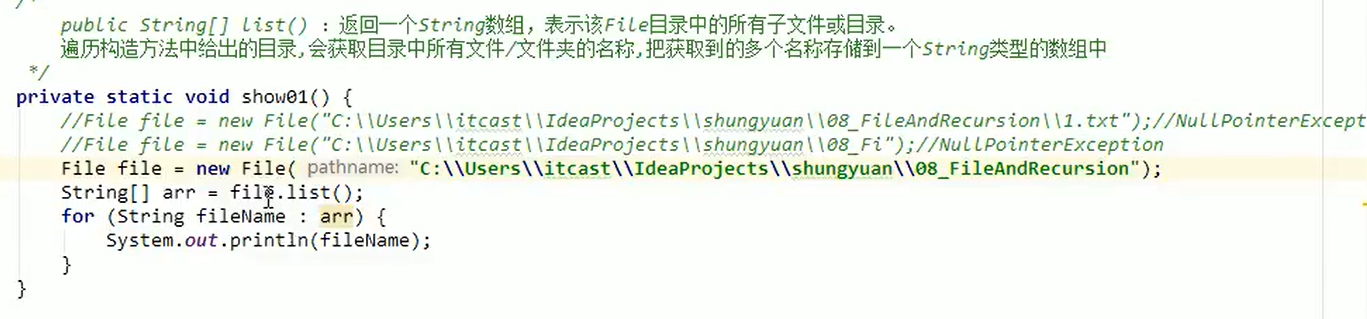 /*
public String[] list() : 返回一个String数组，表示该File目录中的所有子文件或目录。
遍历构造方法中给出的目录,会获取目录中所有文件/文件夹的名称,把获取到的多个名称存储到一个String类型的数组中
*/
private static void show01() {
//File file = new File("C:\\Users\\itcast\\IdeaProjects\\shungyuan\\08_FileAndRecursion\\1.txt");//NullPointerExcept
//File file = new File("C:\\Users\\itcast\\IdeaProjects\\shungyuan\\08_Fi");//NullPointerException
File file = new File( pathname: "C:\\Users\\itcast\\IdeaProjects\\shungyuan\\08_FileAndRecursion");
String[] arr = file.list();
for (String fileName : arr) {
System.out.println(fileName);
}
}